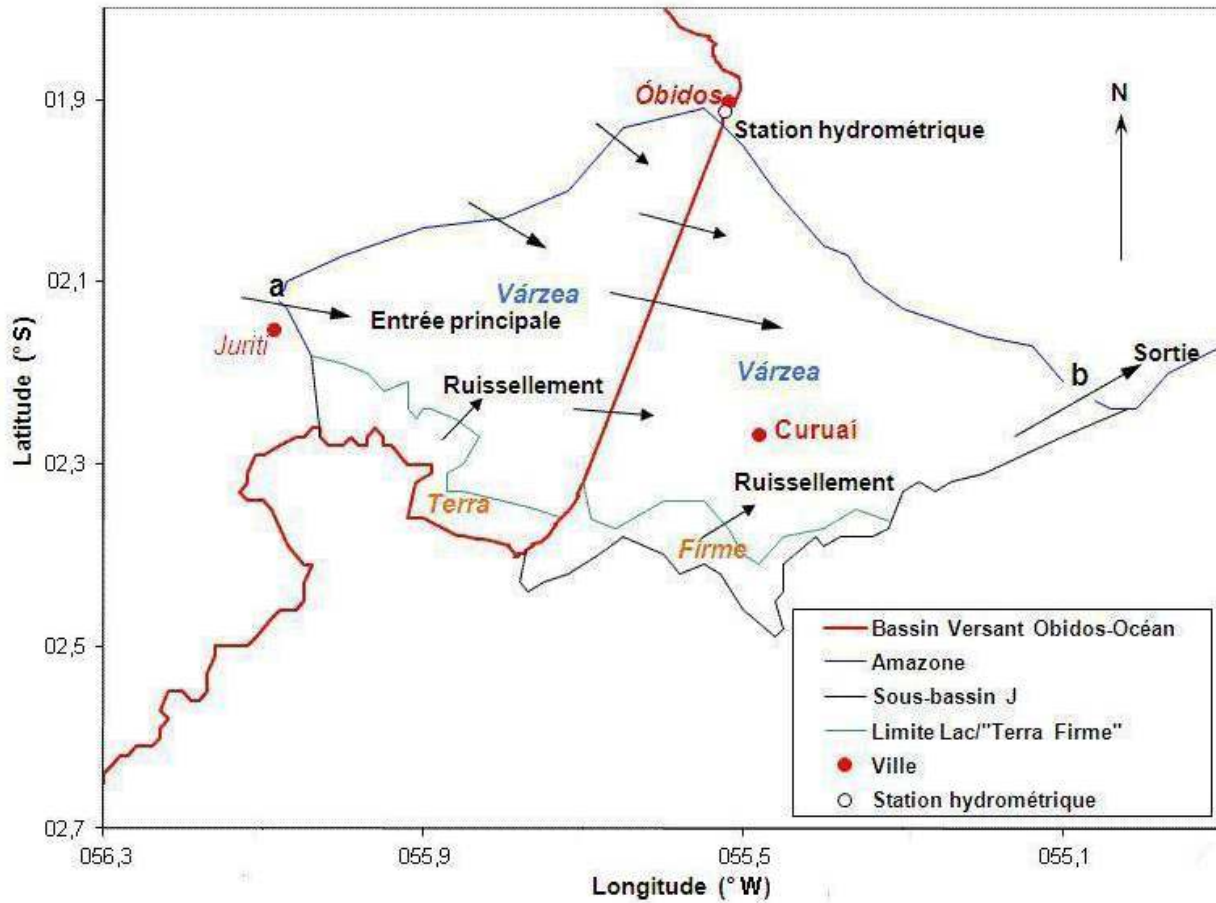 Óbidos
Station hydrométrique
N
01,9
02,1
02,3
02,5
02,7
Latitude (° S)
a
Várzea
Entrée principale
Juriti
Ruissellement
Várzea
b
Sortie
Curuaí
Ruissellement
Terra
Firme
Bassin Versant Obidos-Océan
Amazone
Sous-bassin J
Limite Lac/"Terra Firme"
Ville
Station hydrométrique
056,3
055,9
055,5
055,1
Longitude (° W)